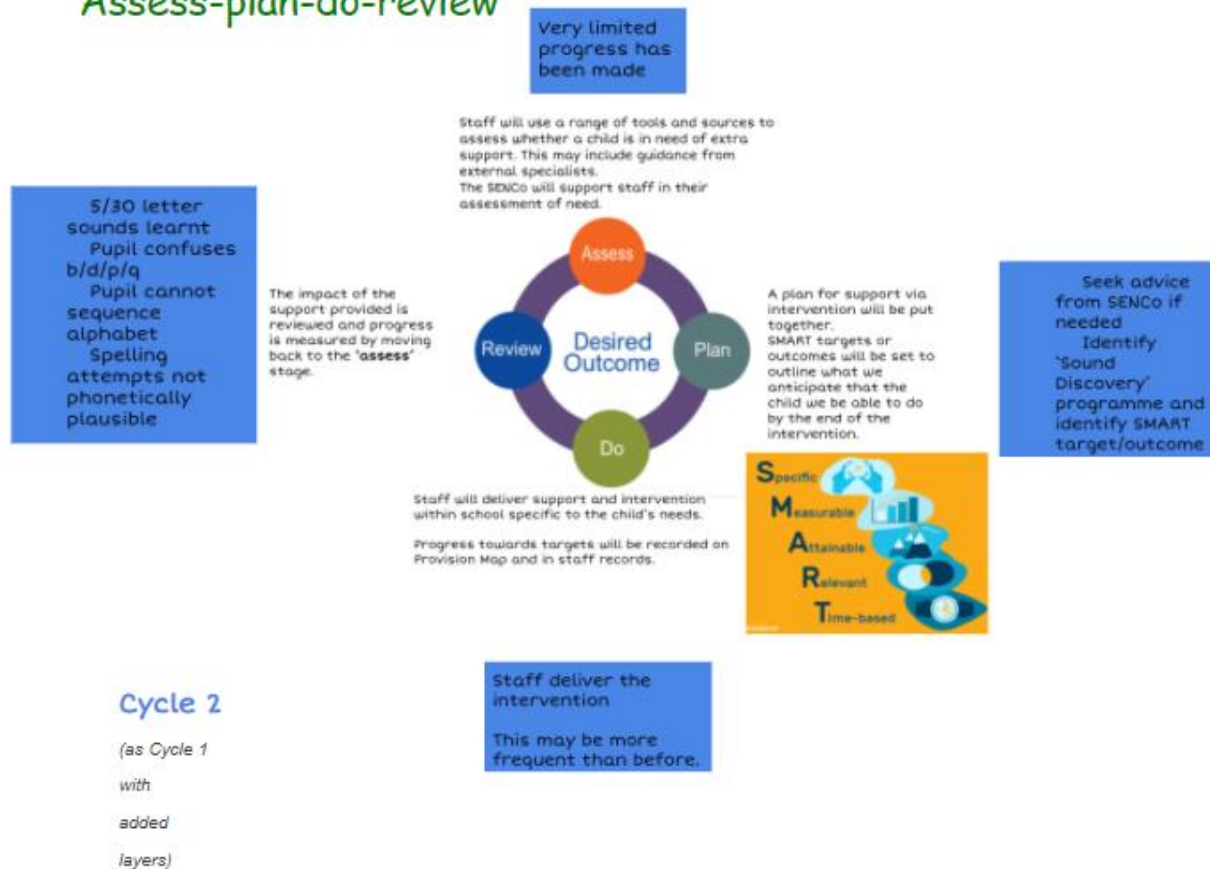 Assess-plan-do-review
Very limited
progress has
been made
Staff will use a range of tools and sources to
assess whether a child is in need of extra
support. This may include guidance from
external specialists.
The SENCo will support staff in their
assessment of need.
5/30 letter
sounds learnt
Pupil confuses
b/d/p/q
Pupil cannot
sequence
alphabet
Spelling
attempts not
phonetically
plausible
The impact of the
support provided is
reviewed and progress
is measured by moving
back to the 'assess'
stage.
Assess
Review
Desired
Outcome
Plan
Do
A plan for support via
intervention will be put
together.
SMART targets or
outcomes will be set to
outline what we
anticipate that the
child we be able to do
by the end of the
intervention.
Seek advice
from SENCo if
needed
Identify
'Sound
Discovery'
programme and
identify SMART
target/outcome
Staff will deliver support and intervention
within school specific to the child's needs.
Progress towards targets will be recorded on
Provision Map and in staff records.
Specific
Measurable
Attainable
Relevant
Time-based
Staff deliver the
intervention
This may be more
frequent than before.
Cycle 2
(as Cycle 1
with
added
layers)